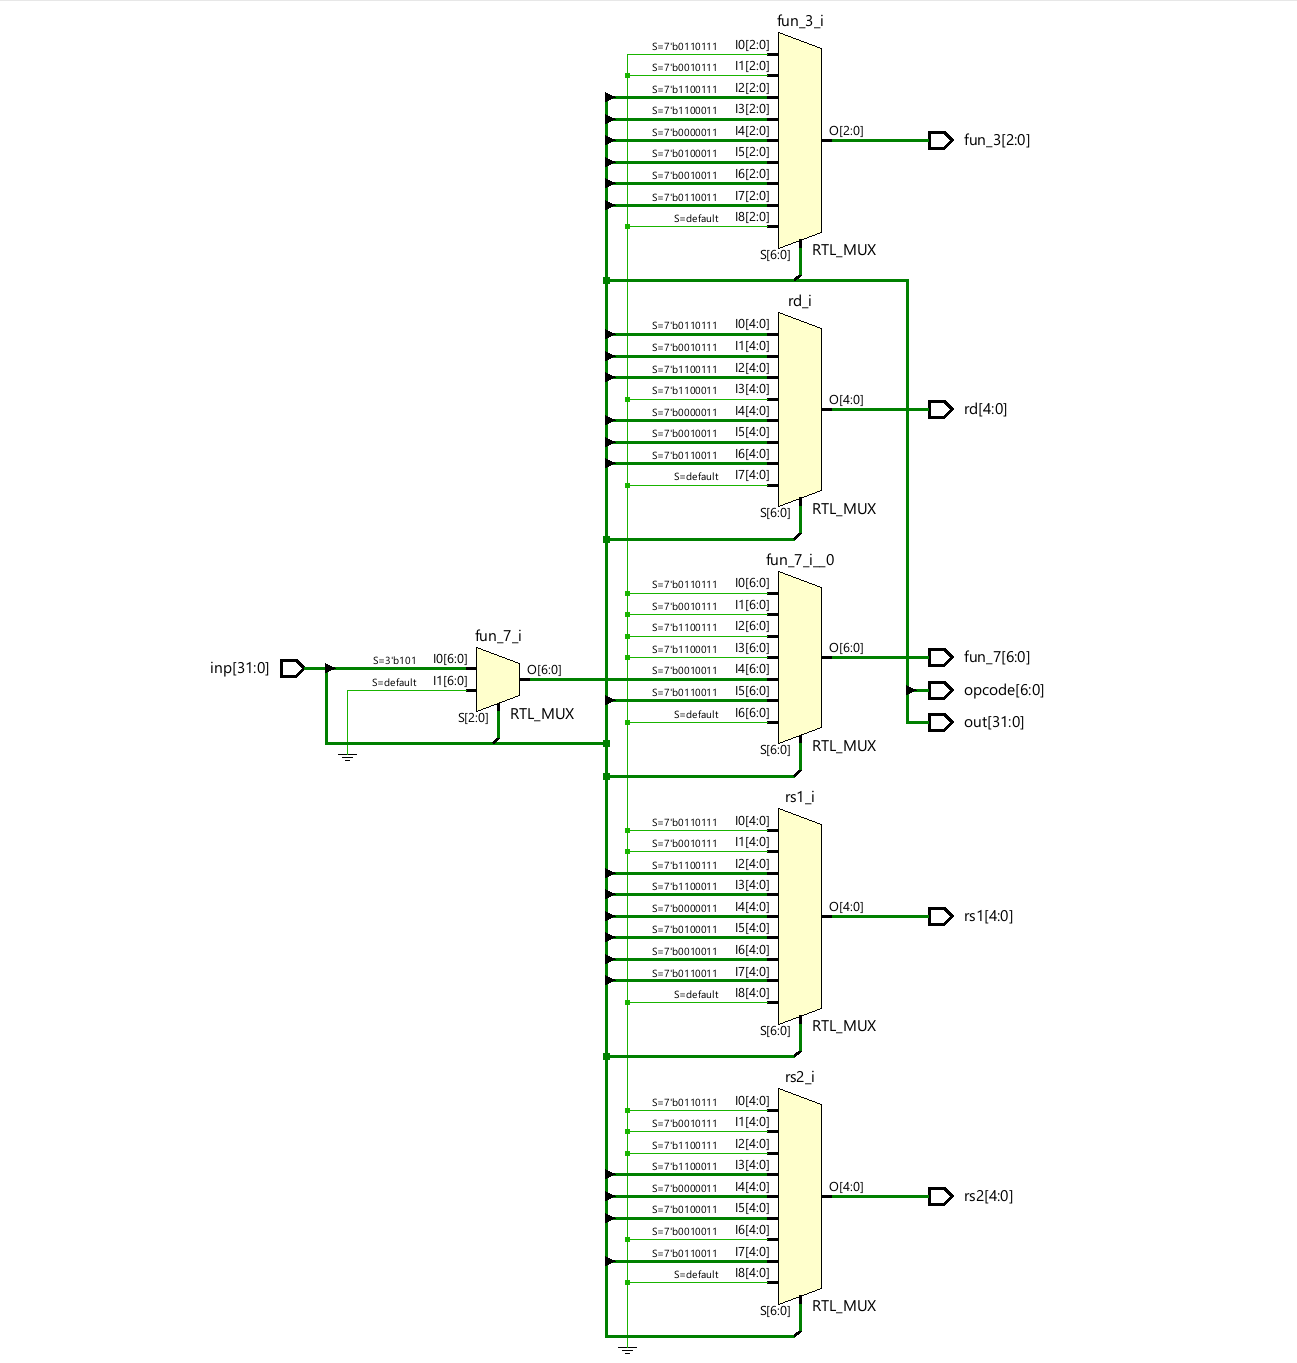 fun_3_i
S=7'b0110111 I0[2:0]
S=7'b0010111 I1[2:0]
S=7'b1100111 I2[2:0]
S=7'b1100011 I3[2:0]
S=7'b0000011 I4[2:0]
O[2:0] fun_3[2:0]
S=7'b0100011 I5[2:0]
S=7'b0010011 I6[2:0]
S=7'b0110011 I7[2:0]
S=default I8[2:0]
S[6:0] RTL_MUX
rd_i
S=7'b0110111 I0[4:0]
S=7'b0010111 I1[4:0]
S=7'b1100111 I2[4:0]
S=7'b1100011 I3[4:0]
O[4:0] rd[4:0]
S=7'b0000011 I4[4:0]
S=7'b0010011 I5[4:0]
S=7'b0110011 I6[4:0]
S=default I7[4:0]
S[6:0] RTL_MUX
fun_7_i__0
S=7'b0110111 I0[6:0]
S=7'b0010111 I1[6:0]
S=7'b1100111 I2[6:0]
S=7'b1100011 I3[6:0]
O[6:0] fun_7[6:0]
S=7'b0010011 I4[6:0]
S=7'b0110011 I5[6:0]
S=default I6[6:0]
S[6:0] RTL_MUX
fun_7_i
inp[31:0] S=3'b101 I0[6:0]
O[6:0]
S=default I1[6:0]
S[2:0] RTL_MUX
opcode[6:0]
out[31:0]
rs1_i
S=7'b0110111 I0[4:0]
S=7'b0010111 I1[4:0]
S=7'b1100111 I2[4:0]
S=7'b1100011 I3[4:0]
S=7'b0000011 I4[4:0]
O[4:0] rs1[4:0]
S=7'b0100011 I5[4:0]
S=7'b0010011 I6[4:0]
S=7'b0110011 I7[4:0]
S=default I8[4:0]
S[6:0] RTL_MUX
rs2_i
S=7'b0110111 I0[4:0]
S=7'b0010111 I1[4:0]
S=7'b1100111 I2[4:0]
S=7'b1100011 I3[4:0]
S=7'b0000011 I4[4:0]
O[4:0] rs2[4:0]
S=7'b0100011 I5[4:0]
S=7'b0010011 I6[4:0]
S=7'b0110011 I7[4:0]
S=default I8[4:0]
S[6:0] RTL_MUX